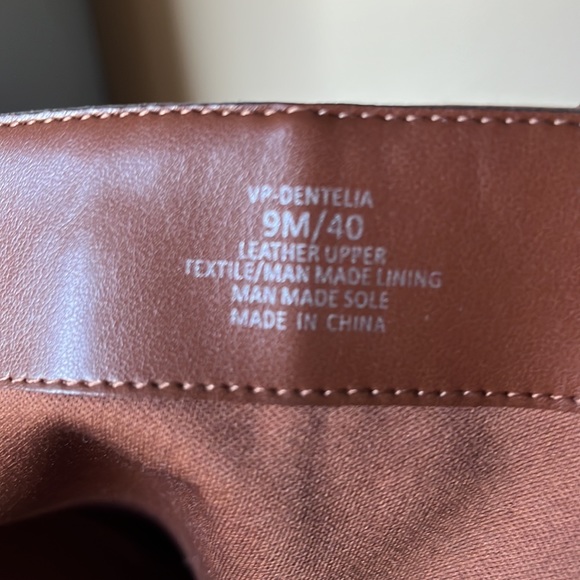 VP-DENTELIA
9M/40
LEATHER UPPER
TEXTILE/MAN MADE LINING
MAN MADE SOLE
MADE IN CHINA